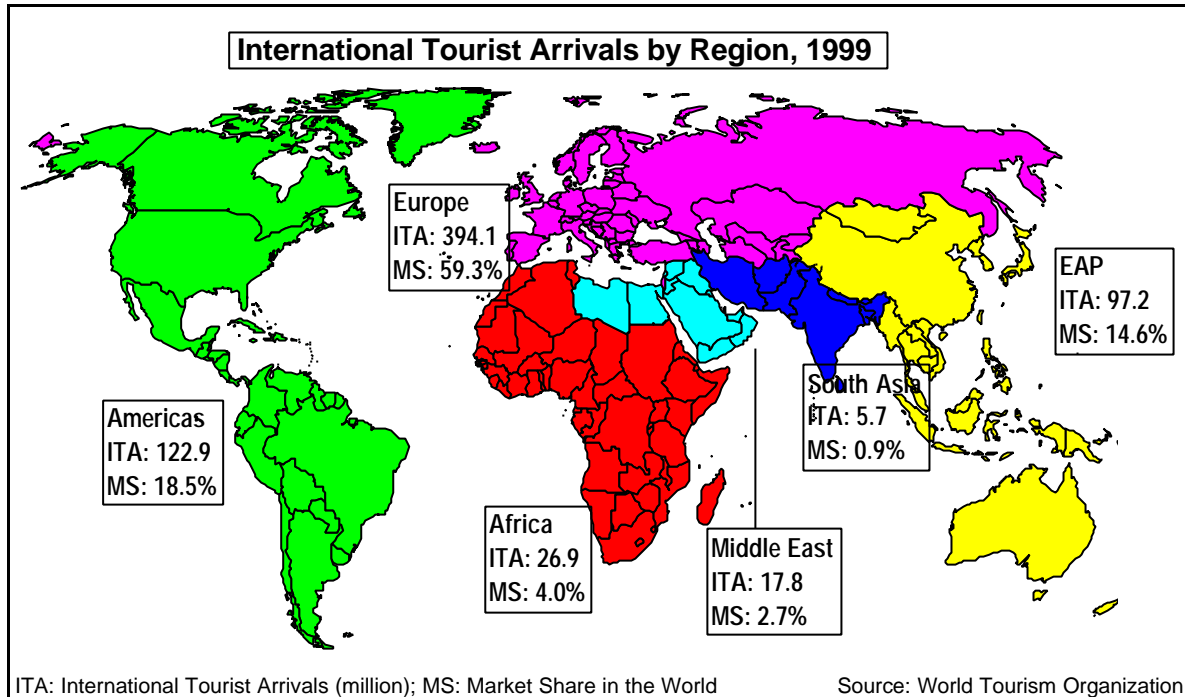 International Tourist Arrivals by Region, 1999
Europe
ITA: 394.1
MS: 59.3%
EAP
ITA: 97.2
MS: 14.6%
South Asia
ITA: 5.7
MS: 0.9%
Americas
ITA: 122.9
MS: 18.5%
Africa
ITA: 26.9
MS: 4.0%
Middle East
ITA: 17.8
MS: 2.7%
ITA: International Tourist Arrivals (million); MS: Market Share in the World
Source: World Tourism Organization